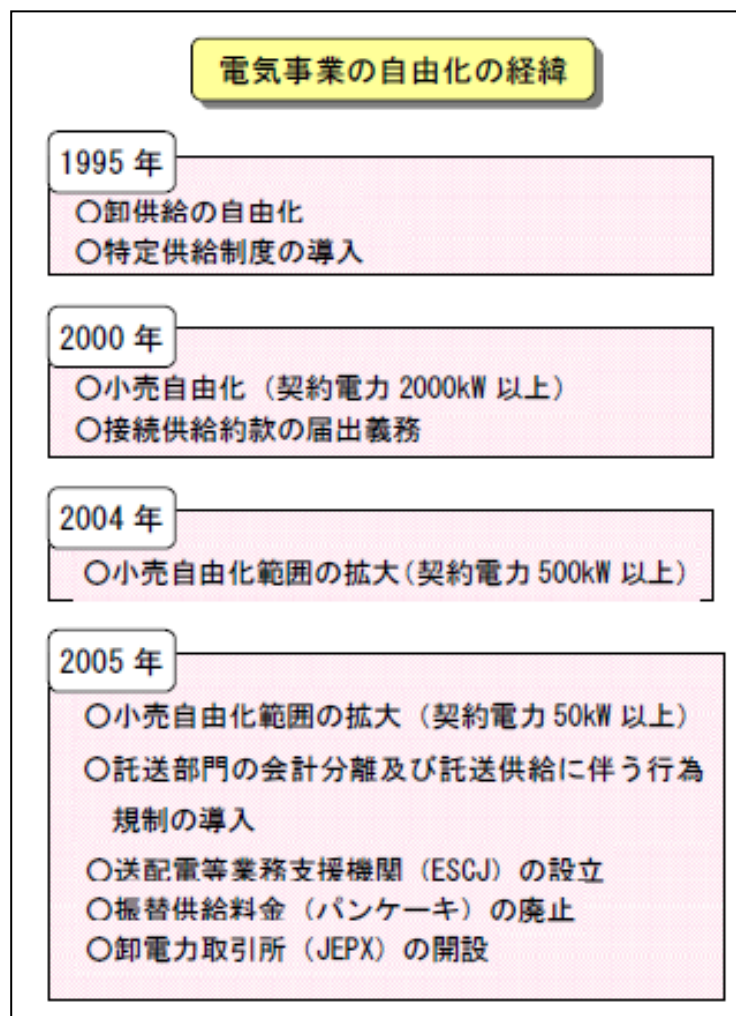 電気事業の自由化の経緯
1995 年
○卸供給の自由化
○特定供給制度の導入
2000 年
○小売自由化（契約電力 2000kW 以上）
○接続供給約款の届出義務
2004 年
○小売自由化範囲の拡大（契約電力 500kW 以上）
2005 年
○小売自由化範囲の拡大（契約電力 50kW 以上）
○託送部門の会計分離及び託送供給に伴う行為
規制の導入
○送配電等業務支援機関（ESCJ）の設立
○振替供給料金（パンケーキ）の廃止
○卸電力取引所（JEPX）の開設